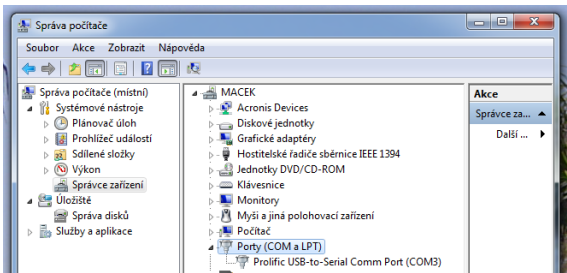 Správa počítače
Soubor Akce Zobrazit Nápověda
Správa počítače (místní)
Systémové nástroje
Plánovač úloh
Prohlížeč událostí
Sdílené složky
Výkon
Správce zařízení
Úložiště
Správa disků
Služby a aplikace
MACEK
Acronis Devices
Diskové jednotky
Grafické adaptéry
Hostitelské řadiče sběrnice IEEE 1394
Jednotky DVD/CD-ROM
Klávesnice
Monitory
Myši a jiná polohovací zařízení
Počítač
Porty (COM a LPT)
Prolific USB-to-Serial Comm Port (COM3)
Akce
Správce za...
Další ...